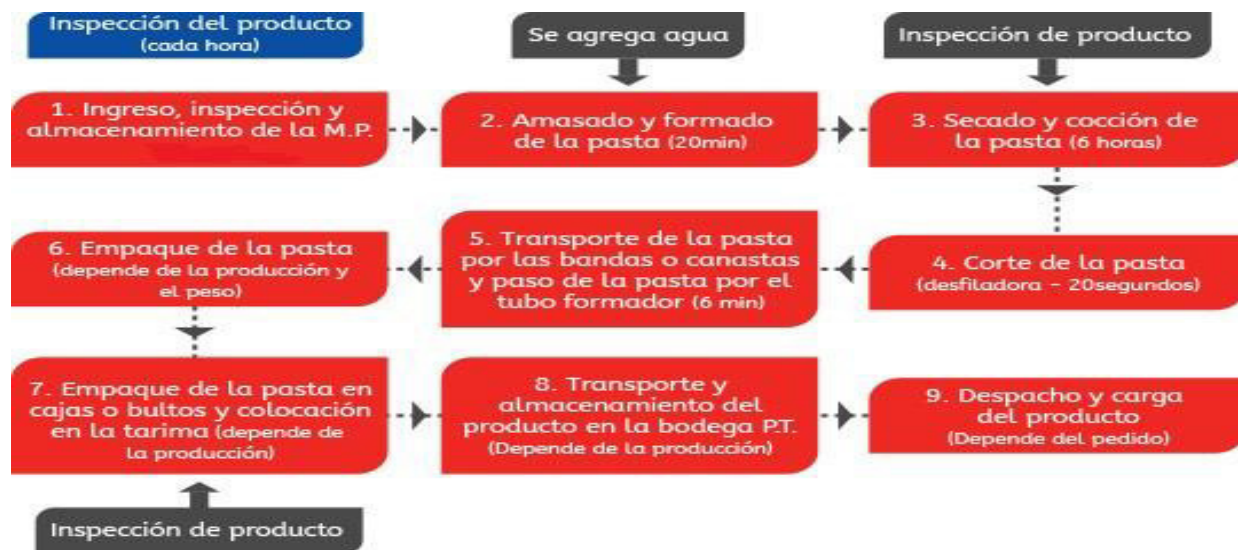 Inspección del producto
(cada hora)
Se agrega agua
Inspección de producto
1. Ingreso, inspección y
almacenamiento de la M.P.
2. Amasado y formado
de la pasta (20min)
3. Secado y cocción de
la pasta (6 horas)
4. Corte de la pasta
(desfiladora – 20segundos)
5. Transporte de la pasta
por las bandas o canastas
y paso de la pasta por el
tubo formador (6 min)
6. Empaque de la pasta
(depende de la producción y
el peso)
7. Empaque de la pasta en
cajas o bultos y colocación
en la tarima (depende de
la producción)
8. Transporte y
almacenamiento del
producto en la bodega P.T.
(Depende de la producción)
9. Despacho y carga
del producto
(Depende del pedido)
Inspección de producto